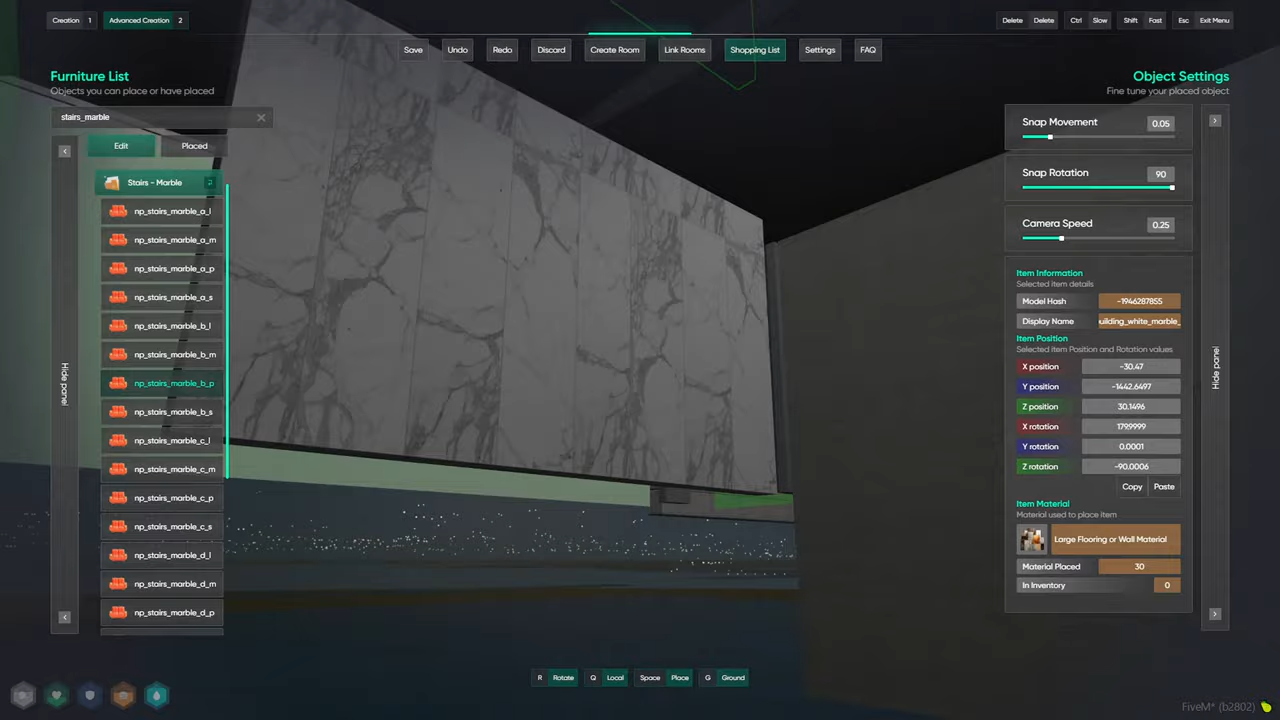 Creation 1
Advanced Creation 2
Delete Delete
Ctrl Slow
Shift Fast
Esc Exit Menu
Save
Undo
Redo
Discard
Create Room
Link Rooms
Shopping List
Settings
FAQ
Furniture List
Objects you can place or have placed
stairs_marble
Edit
Placed
Stairs - Marble
np_stairs_marble_a_l
np_stairs_marble_a_m
np_stairs_marble_a_p
np_stairs_marble_a_s
np_stairs_marble_b_l
np_stairs_marble_b_m
np_stairs_marble_b_p
np_stairs_marble_b_s
np_stairs_marble_c_l
np_stairs_marble_c_m
np_stairs_marble_c_p
np_stairs_marble_c_s
np_stairs_marble_d_l
np_stairs_marble_d_m
np_stairs_marble_d_p
Hide panel
Object Settings
Fine tune your placed object
Snap Movement 0.05
Snap Rotation 90
Camera Speed 0.25
Item Information
Selected item details
Model Hash -1946287855
Display Name uilding_white_marble_
Item Position
Selected item Position and Rotation values
X position -30.47
Y position -1442.6497
Z position 30.1496
X rotation 179.9999
Y rotation 0.0001
Z rotation -90.0006
Copy Paste
Item Material
Material used to place item
Large Flooring or Wall Material
Material Placed 30
In Inventory 0
Hide panel
R Rotate
Q Local
Space Place
G Ground
FiveM* (b2802)